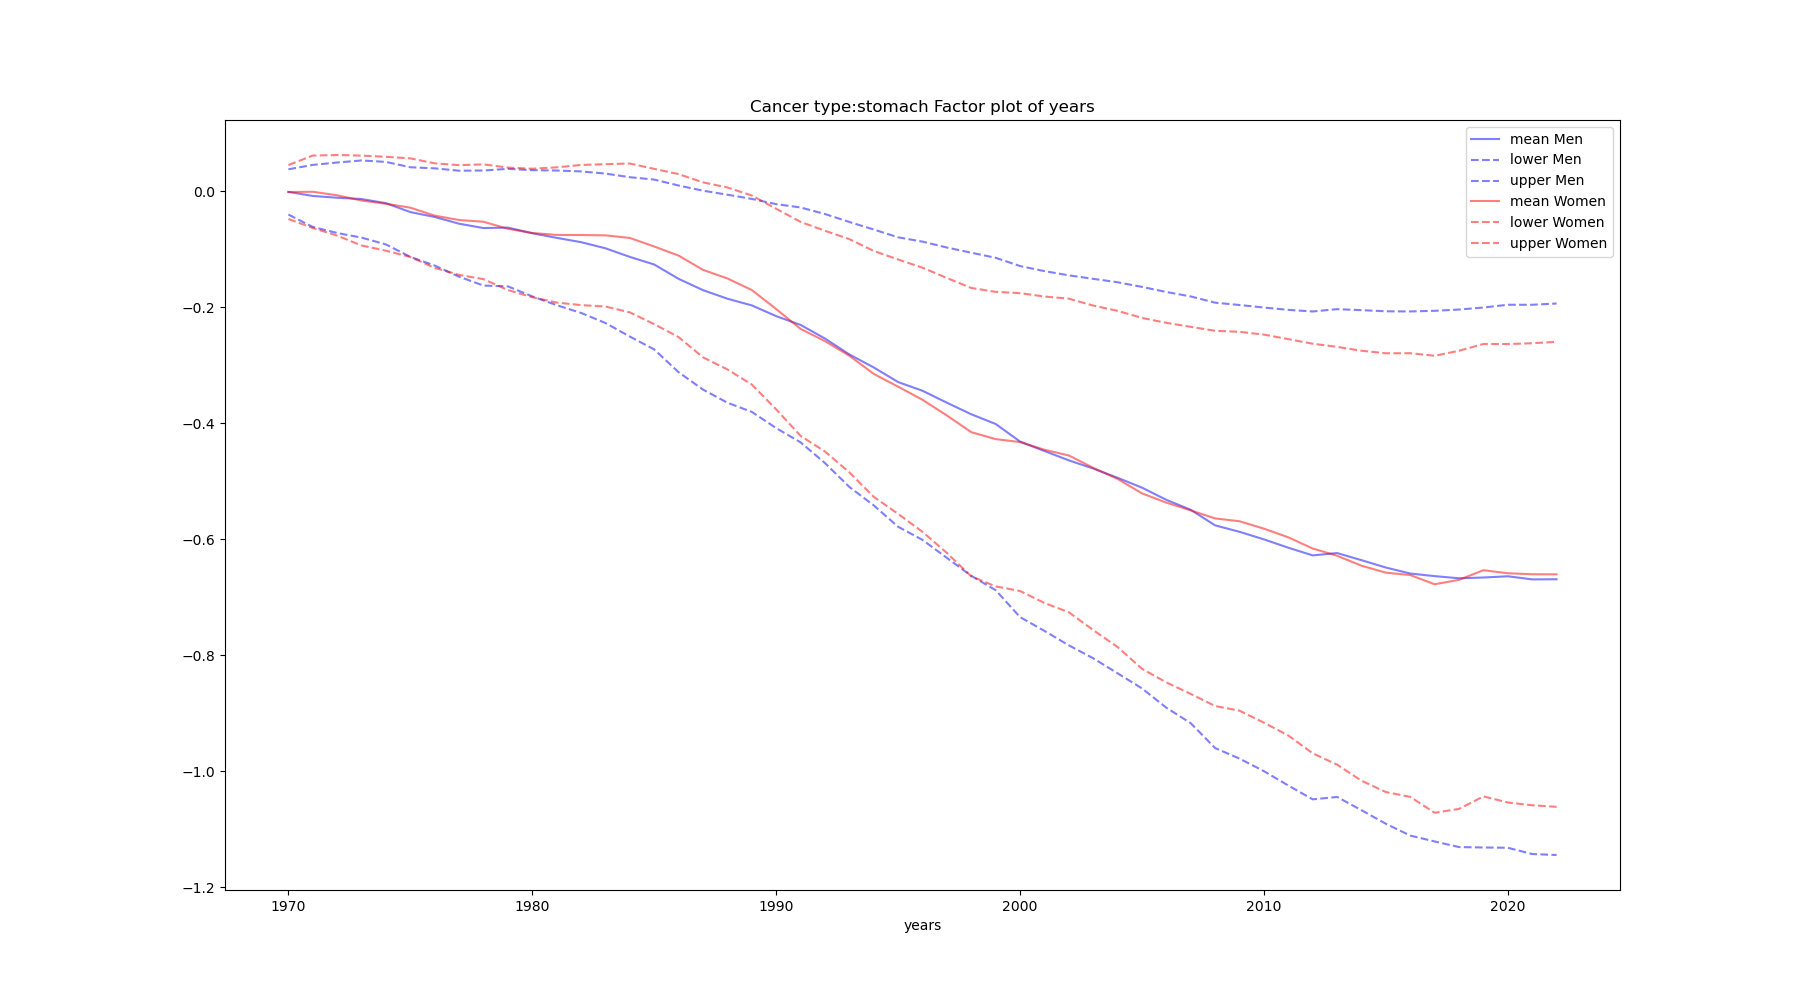 Cancer type:stomach Factor plot of years
mean Men
lower Men
upper Men
mean Women
lower Women
upper Women
0.0
−0.2
−0.4
−0.6
−0.8
−1.0
−1.2
1970 1980 1990 2000 2010 2020
years